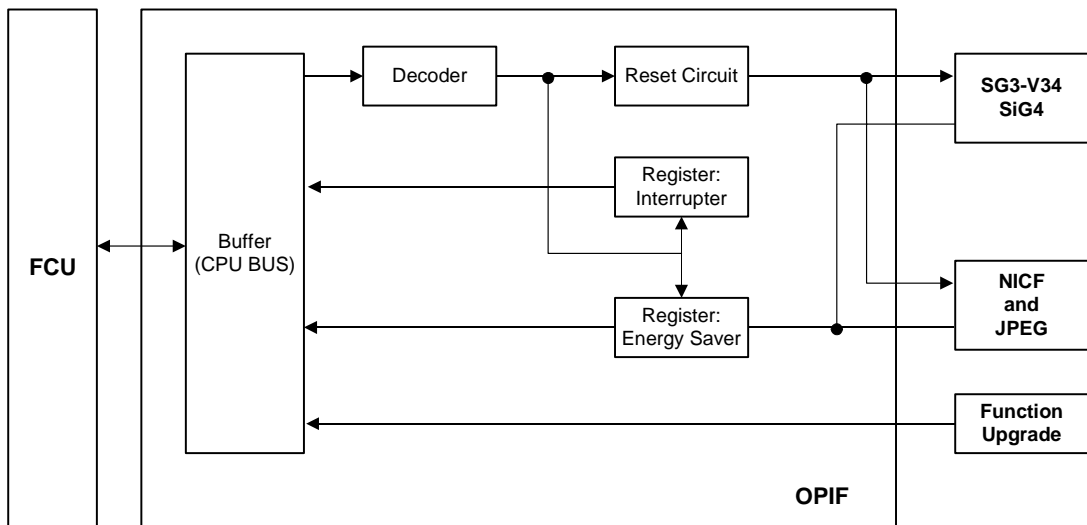 FCU
Buffer
(CPU BUS)
Decoder
Reset Circuit
Register:
Interrupter
Register:
Energy Saver
SG3-V34
SiG4
NICF
and
JPEG
Function
Upgrade
OPIF